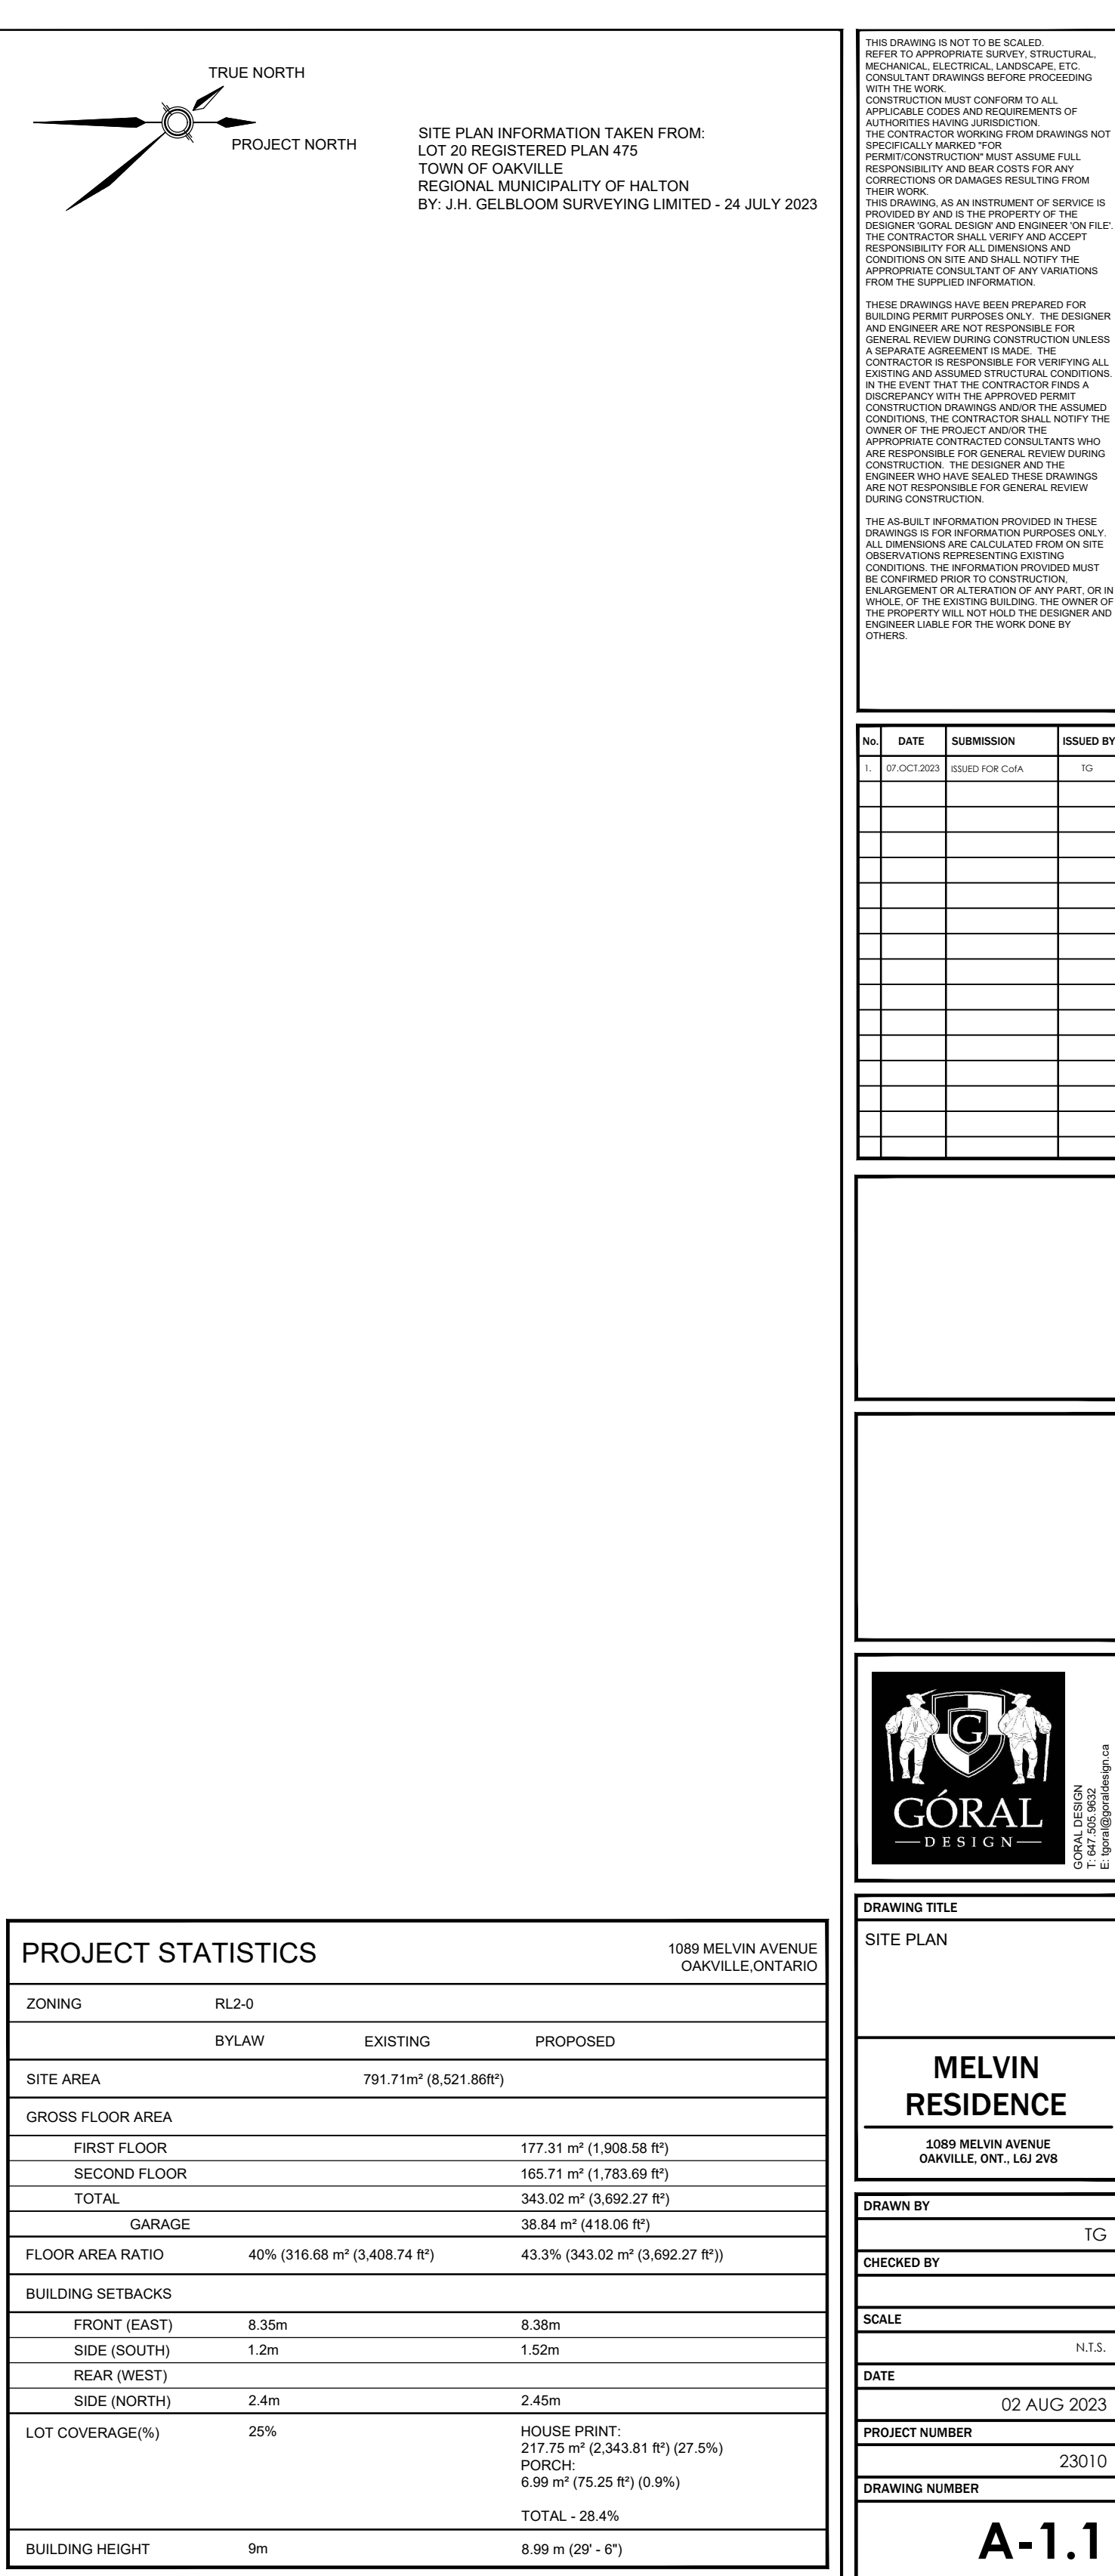 TRUE NORTH
PROJECT NORTH
SITE PLAN INFORMATION TAKEN FROM:
LOT 20 REGISTERED PLAN 475
TOWN OF OAKVILLE
REGIONAL MUNICIPALITY OF HALTON
BY: J.H. GELBLOOM SURVEYING LIMITED - 24 JULY 2023
THIS DRAWING IS NOT TO BE SCALED.
REFER TO APPROPRIATE SURVEY, STRUCTURAL,
MECHANICAL, ELECTRICAL, LANDSCAPE, ETC.
CONSULTANT DRAWINGS BEFORE PROCEEDING
WITH THE WORK.
CONSTRUCTION MUST CONFORM TO ALL
APPLICABLE CODES AND REQUIREMENTS OF
AUTHORITIES HAVING JURISDICTION.
THE CONTRACTOR WORKING FROM DRAWINGS NOT
SPECIFICALLY MARKED "FOR
PERMIT/CONSTRUCTION" MUST ASSUME FULL
RESPONSIBILITY AND BEAR COSTS FOR ANY
CORRECTIONS OR DAMAGES RESULTING FROM
THEIR WORK.
THIS DRAWING, AS AN INSTRUMENT OF SERVICE IS
PROVIDED BY AND IS THE PROPERTY OF THE
DESIGNER 'GORAL DESIGN' AND ENGINEER 'ON FILE'.
THE CONTRACTOR SHALL VERIFY AND ACCEPT
RESPONSIBILITY FOR ALL DIMENSIONS AND
CONDITIONS ON SITE AND SHALL NOTIFY THE
APPROPRIATE CONSULTANT OF ANY VARIATIONS
FROM THE SUPPLIED INFORMATION.
THESE DRAWINGS HAVE BEEN PREPARED FOR
BUILDING PERMIT PURPOSES ONLY. THE DESIGNER
AND ENGINEER ARE NOT RESPONSIBLE FOR
GENERAL REVIEW DURING CONSTRUCTION UNLESS
A SEPARATE AGREEMENT IS MADE. THE
CONTRACTOR IS RESPONSIBLE FOR VERIFYING ALL
EXISTING AND ASSUMED STRUCTURAL CONDITIONS.
IN THE EVENT THAT THE CONTRACTOR FINDS A
DISCREPANCY WITH THE APPROVED PERMIT
CONSTRUCTION DRAWINGS AND/OR THE ASSUMED
CONDITIONS, THE CONTRACTOR SHALL NOTIFY THE
OWNER OF THE PROJECT AND/OR THE
APPROPRIATE CONTRACTED CONSULTANTS WHO
ARE RESPONSIBLE FOR GENERAL REVIEW DURING
CONSTRUCTION. THE DESIGNER AND THE
ENGINEER WHO HAVE SEALED THESE DRAWINGS
ARE NOT RESPONSIBLE FOR GENERAL REVIEW
DURING CONSTRUCTION.
THE AS-BUILT INFORMATION PROVIDED IN THESE
DRAWINGS IS FOR INFORMATION PURPOSES ONLY.
ALL DIMENSIONS ARE CALCULATED FROM ON SITE
OBSERVATIONS REPRESENTING EXISTING
CONDITIONS. THE INFORMATION PROVIDED MUST
BE CONFIRMED PRIOR TO CONSTRUCTION,
ENLARGEMENT OR ALTERATION OF ANY PART, OR IN
WHOLE, OF THE EXISTING BUILDING. THE OWNER OF
THE PROPERTY WILL NOT HOLD THE DESIGNER AND
ENGINEER LIABLE FOR THE WORK DONE BY
OTHERS.
No. DATE SUBMISSION ISSUED BY
1. 07.OCT.2023 ISSUED FOR CofA TG
G
GÓRAL
DESIGN
GORAL DESIGN
T: 647.505.9632
E: tgoral@goraldesign.ca
DRAWING TITLE
SITE PLAN
MELVIN
RESIDENCE
1089 MELVIN AVENUE
OAKVILLE, ONT., L6J 2V8
DRAWN BY
TG
CHECKED BY
SCALE
N.T.S.
DATE
02 AUG 2023
PROJECT NUMBER
23010
DRAWING NUMBER
A-1.1
PROJECT STATISTICS
1089 MELVIN AVENUE
OAKVILLE,ONTARIO
ZONING RL2-0
BYLAW EXISTING PROPOSED
SITE AREA 791.71m² (8,521.86ft²)
GROSS FLOOR AREA
FIRST FLOOR 177.31 m² (1,908.58 ft²)
SECOND FLOOR 165.71 m² (1,783.69 ft²)
TOTAL 343.02 m² (3,692.27 ft²)
GARAGE 38.84 m² (418.06 ft²)
FLOOR AREA RATIO 40% (316.68 m² (3,408.74 ft²) 43.3% (343.02 m² (3,692.27 ft²))
BUILDING SETBACKS
FRONT (EAST) 8.35m 8.38m
SIDE (SOUTH) 1.2m 1.52m
REAR (WEST)
SIDE (NORTH) 2.4m 2.45m
LOT COVERAGE(%) 25% HOUSE PRINT:
217.75 m² (2,343.81 ft²) (27.5%)
PORCH:
6.99 m² (75.25 ft²) (0.9%)
TOTAL - 28.4%
BUILDING HEIGHT 9m 8.99 m (29' - 6")